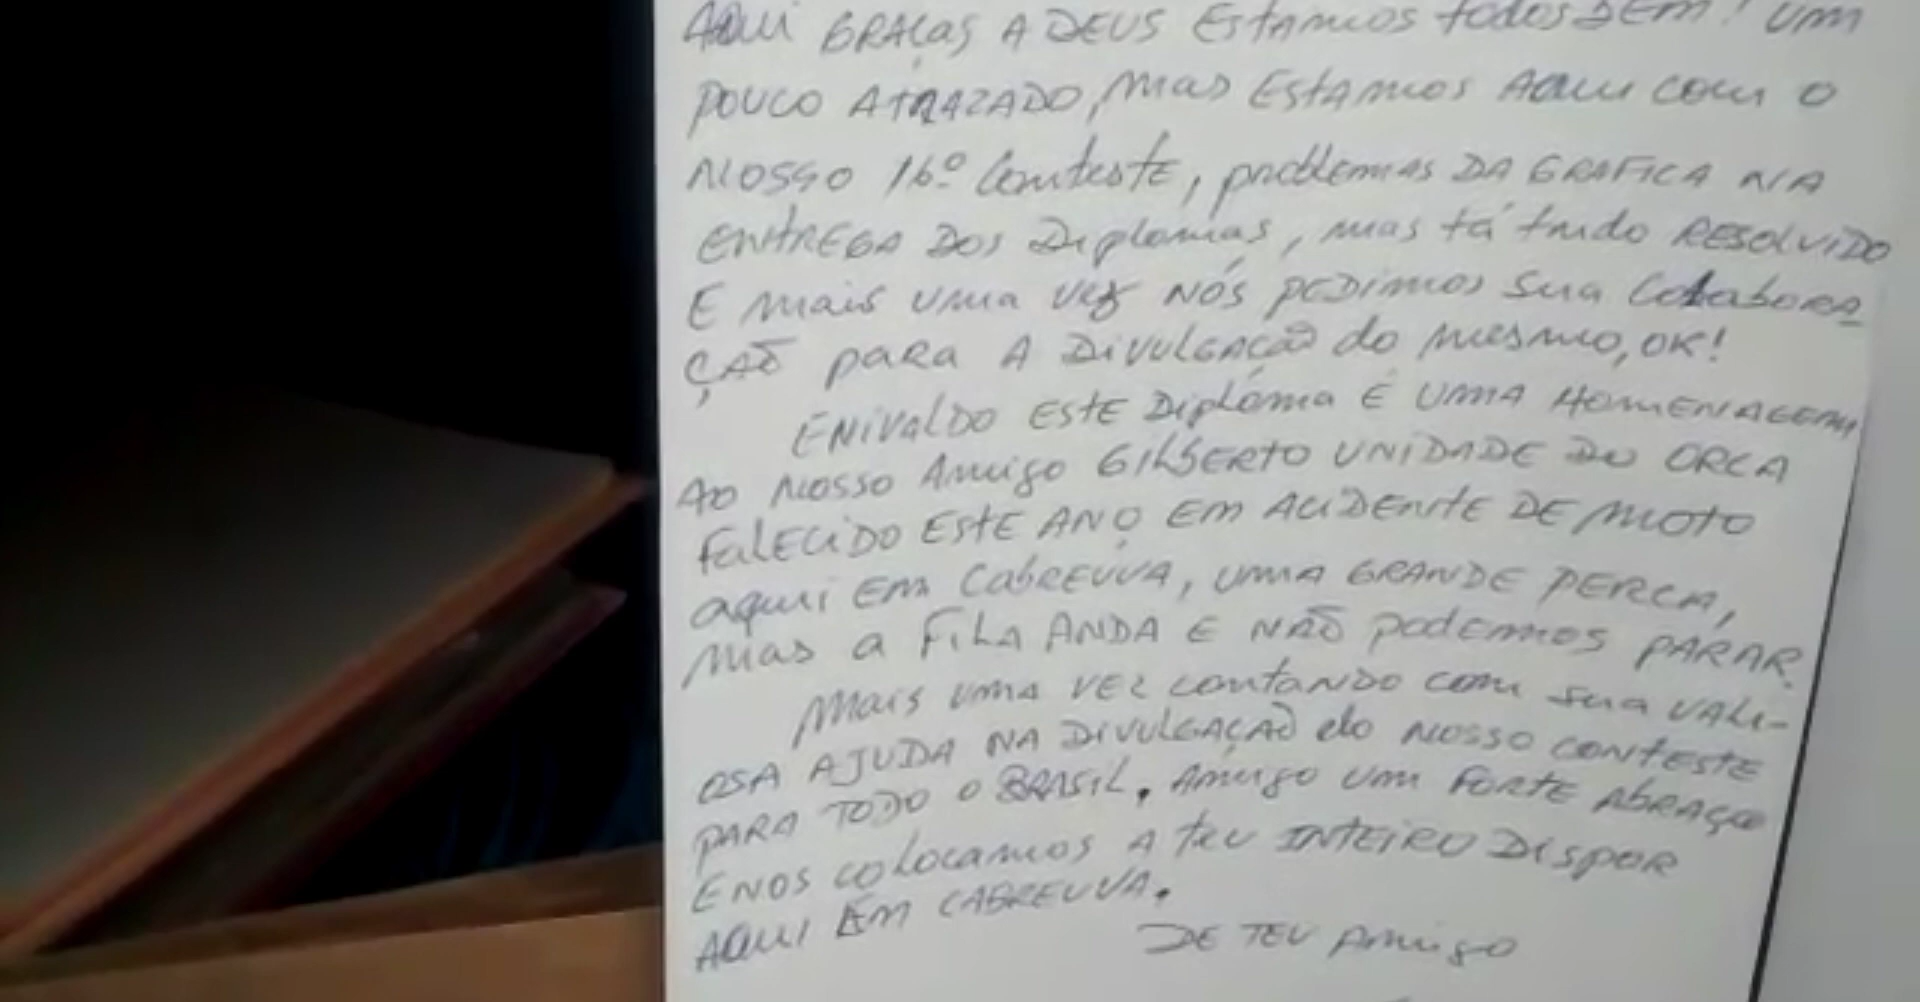 AQUI GRAÇAS A DEUS EStAmos todos BEM! UM
POUCO ATRAZADO, mas EStAmos AQui com o
NOSSO 16º Conteste, problemas DA GRAFICA NA
ENtREGA DOS Diplomas, mas tá tudo RESOLVIDO
E mais uma vez NÓS pedimos sua ColaborA
ÇÃO para A DivulgAção do mesmo, OK!
ENIVALDO ESTE Diplôma É UMA HOMENAGEM
AO NOSSO Amigo GILBERTO UNIDADE DO ORCA
FALECIDO ESTE ANO EM ACIDENTE DE MOTO
aqui EM CABREUVA, UMA GRANDE PERCA,
mas a FILA ANDA E NÃO podemos PARAR.
Mais UMA VEZ contANDO com sua VALI-
OSA AJUDA NA DIVULGAÇÃO do NOSSO CONTESTE
PARA TODO O BRASIL. Amigo um FORTE AbRAÇO
E NOS colocamos A teu INTEIRO DISPOR
AQUI EM CABREUVA.
DE TEU Amigo